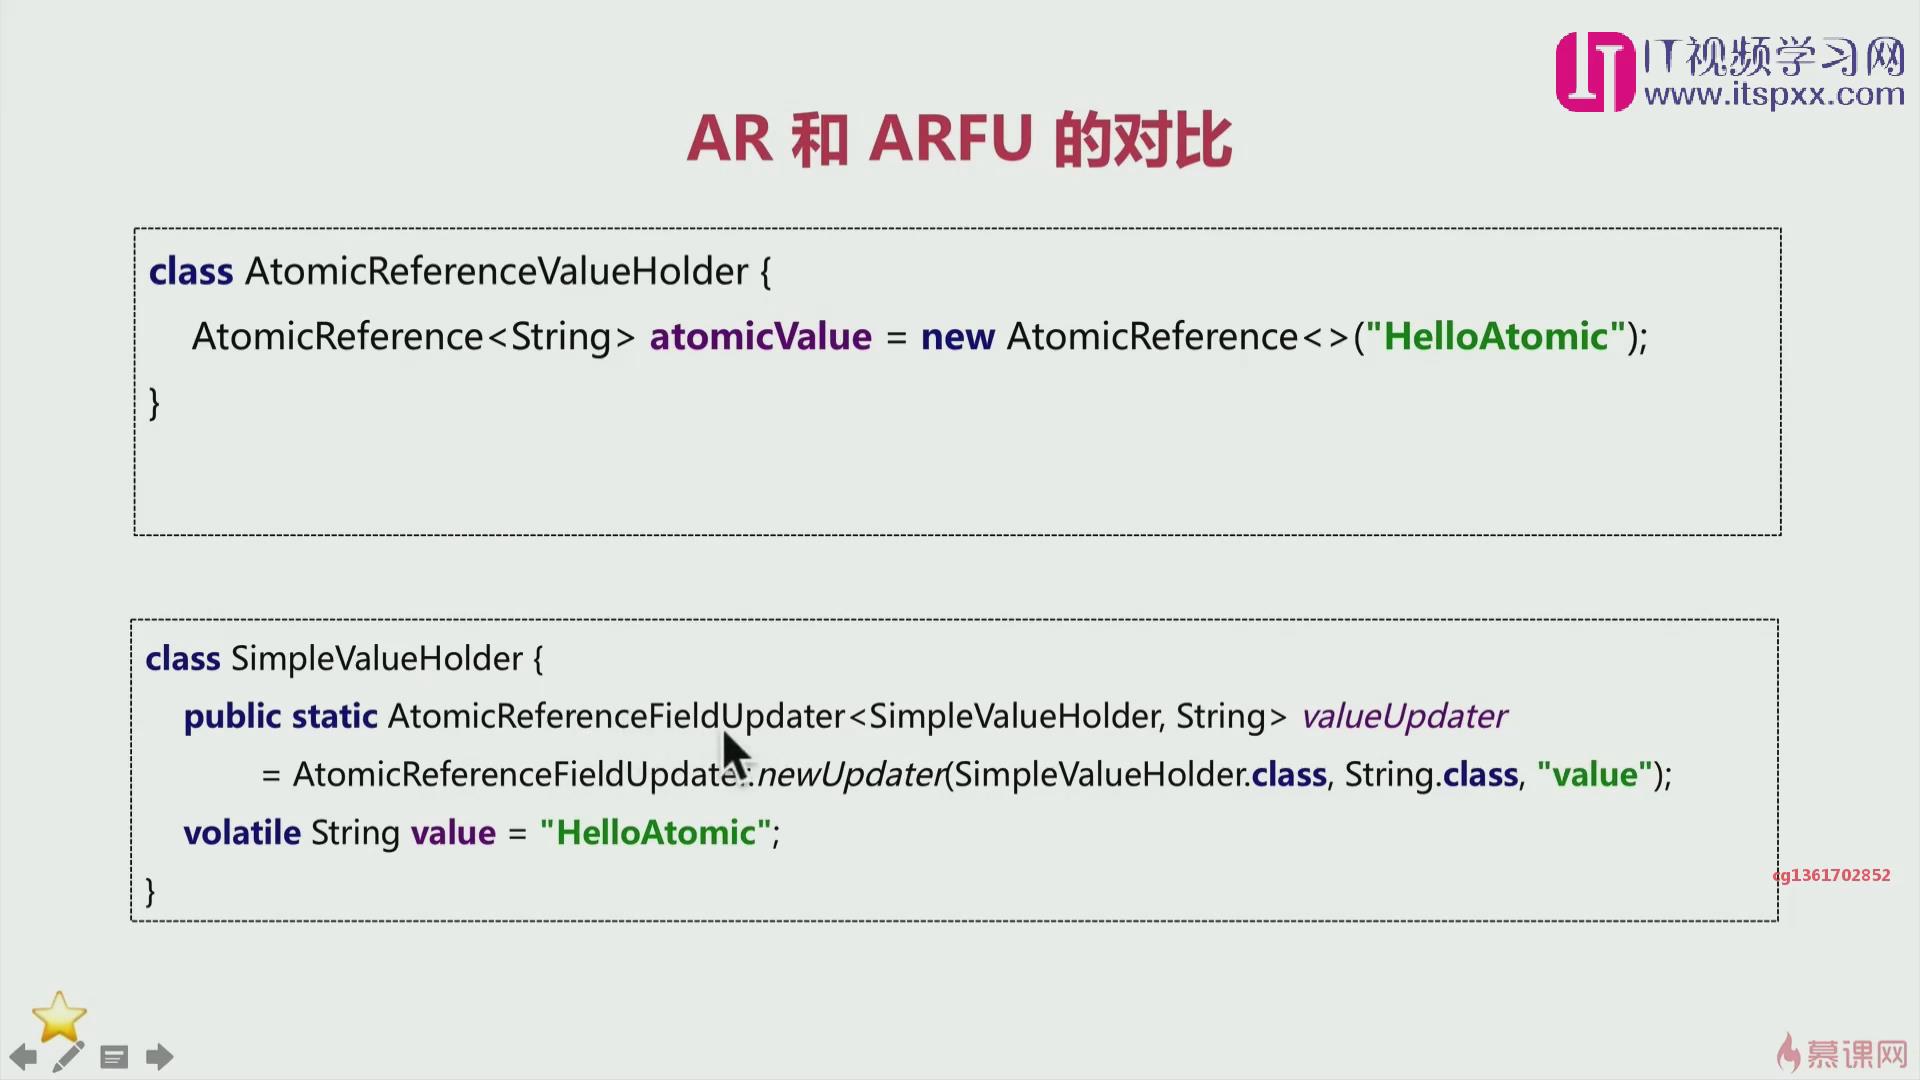 IT视频学习网
www.itspxx.com
AR 和 ARFU 的对比
class AtomicReferenceValueHolder {
AtomicReference<String> atomicValue = new AtomicReference<>("HelloAtomic");
}
class SimpleValueHolder {
public static AtomicReferenceFieldUpdater<SimpleValueHolder, String> valueUpdater
= AtomicReferenceFieldUpdater.newUpdater(SimpleValueHolder.class, String.class, "value");
volatile String value = "HelloAtomic";
}
cg1361702852
慕课网